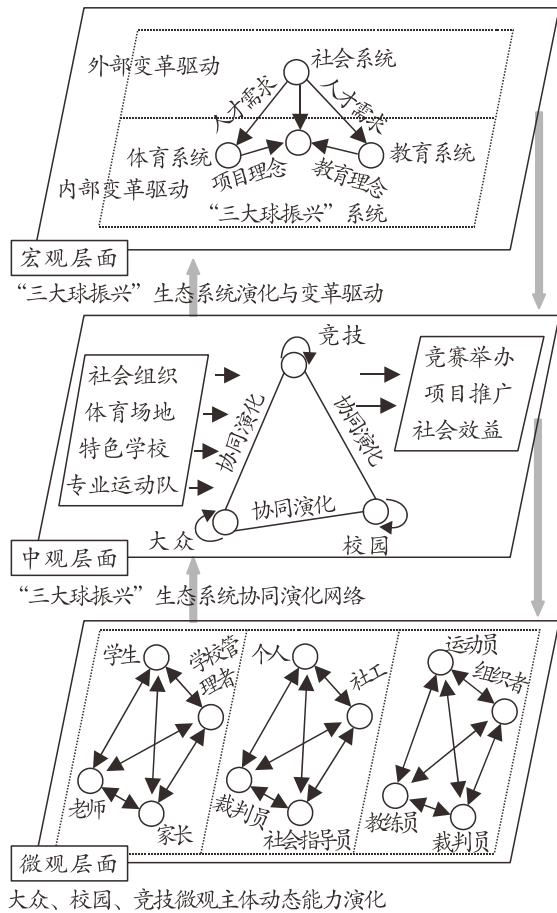 外部变革驱动
社会系统
人才需求
人才需求
体育系统
教育系统
项目理念
教育理念
内部变革驱动
“三大球振兴”系统
宏观层面
“三大球振兴”生态系统演化与变革驱动
竞技
社会组织
体育场地
特色学校
专业运动队
竞赛举办
项目推广
社会效益
协同演化
协同演化
协同演化
大众
校园
中观层面
“三大球振兴”生态系统协同演化网络
学生
学校管
理者
老师
家长
个人
社工
裁判员
社会指导员
运动员
组织者
教练员
裁判员
微观层面
大众、校园、竞技微观主体动态能力演化